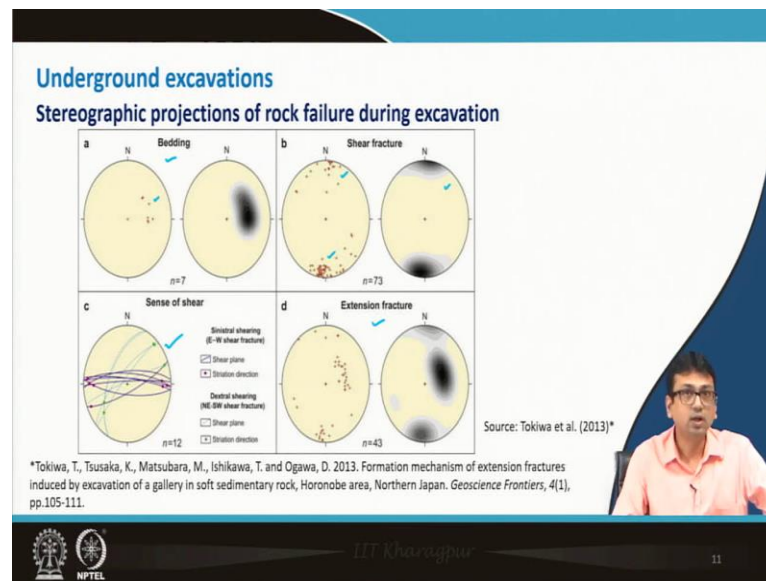 Underground excavations
Stereographic projections of rock failure during excavation
a
Bedding
N
N
n=7
b
Shear fracture
N
N
n=73
c
Sense of shear
N
Sinistral shearing
(E–W shear fracture)
Shear plane
Striation direction
Dextral shearing
(NE-SW shear fracture)
Shear plane
Striation direction
n=12
d
Extension fracture
N
N
n=43
Source: Tokiwa et al. (2013)*
*Tokiwa, T., Tsusaka, K., Matsubara, M., Ishikawa, T. and Ogawa, D. 2013. Formation mechanism of extension fractures
induced by excavation of a gallery in soft sedimentary rock, Horonobe area, Northern Japan. Geoscience Frontiers, 4(1),
pp.105-111.
NPTEL
IIT Kharagpur
11